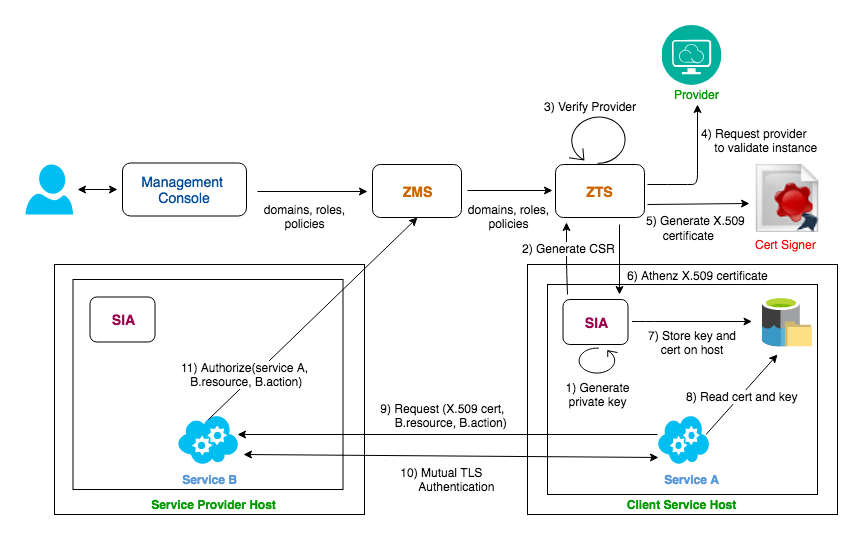 Provider
3) Verify Provider
4) Request provider
to validate instance
Management
Console
domains, roles,
policies
ZMS
domains, roles,
policies
ZTS
5) Generate X.509
certificate
Cert Signer
2) Generate CSR
6) Athenz X.509 certificate
SIA
SIA
7) Store key and
cert on host
1) Generate
private key
8) Read cert and key
11) Authorize(service A,
B.resource, B.action)
9) Request (X.509 cert,
B.resource, B.action)
10) Mutual TLS
Authentication
Service B
Service A
Service Provider Host
Client Service Host